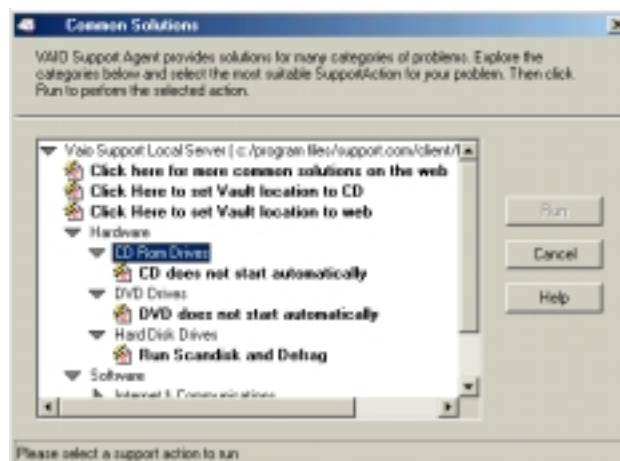 Common Solutions
VAIO Support Agent provides solutions for many categories of problems. Explore the
categories below and select the most suitable SupportAction for your problem. Then click
Run to perform the selected action.
Vaio Support Local Server ( c:/program files/support.com/client/
Click here for more common solutions on the web
Click Here to set Vault location to CD
Click Here to set Vault location to web
Hardware
CD Rom Drives
CD does not start automatically
DVD Drives
DVD does not start automatically
Hard Disk Drives
Run Scandisk and Defrag
Software
Internet & Communications
Run
Cancel
Help
Please select a support action to run